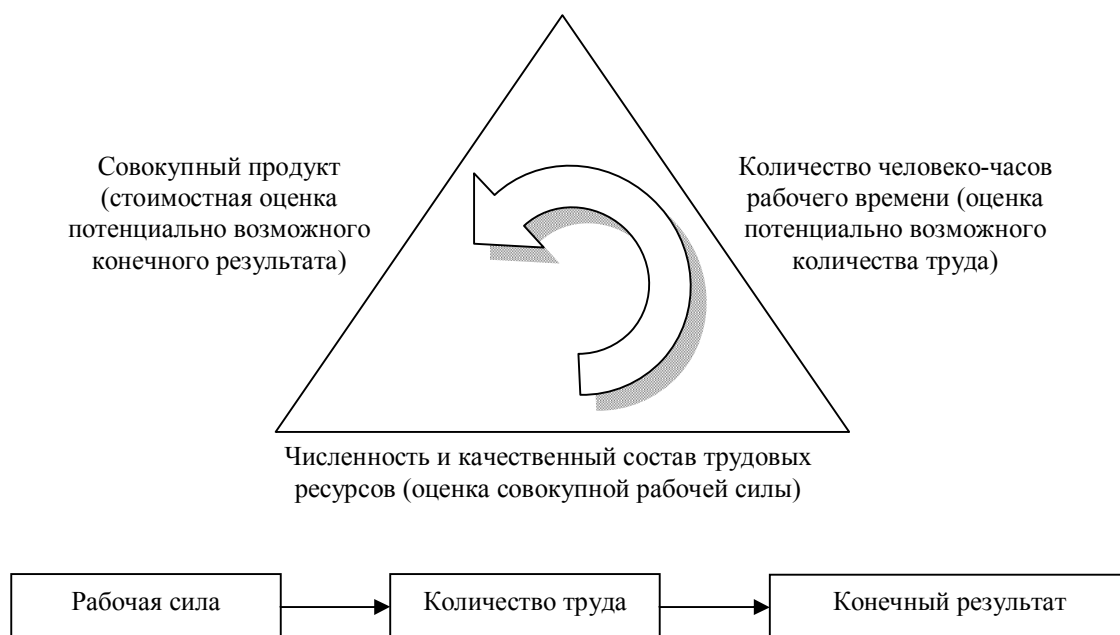 Совокупный продукт
(стоимостная оценка
потенциально возможного
конечного результата)
Количество человеко-часов
рабочего времени (оценка
потенциально возможного
количества труда)
Численность и качественный состав трудовых
ресурсов (оценка совокупной рабочей силы)
Рабочая сила
Количество труда
Конечный результат